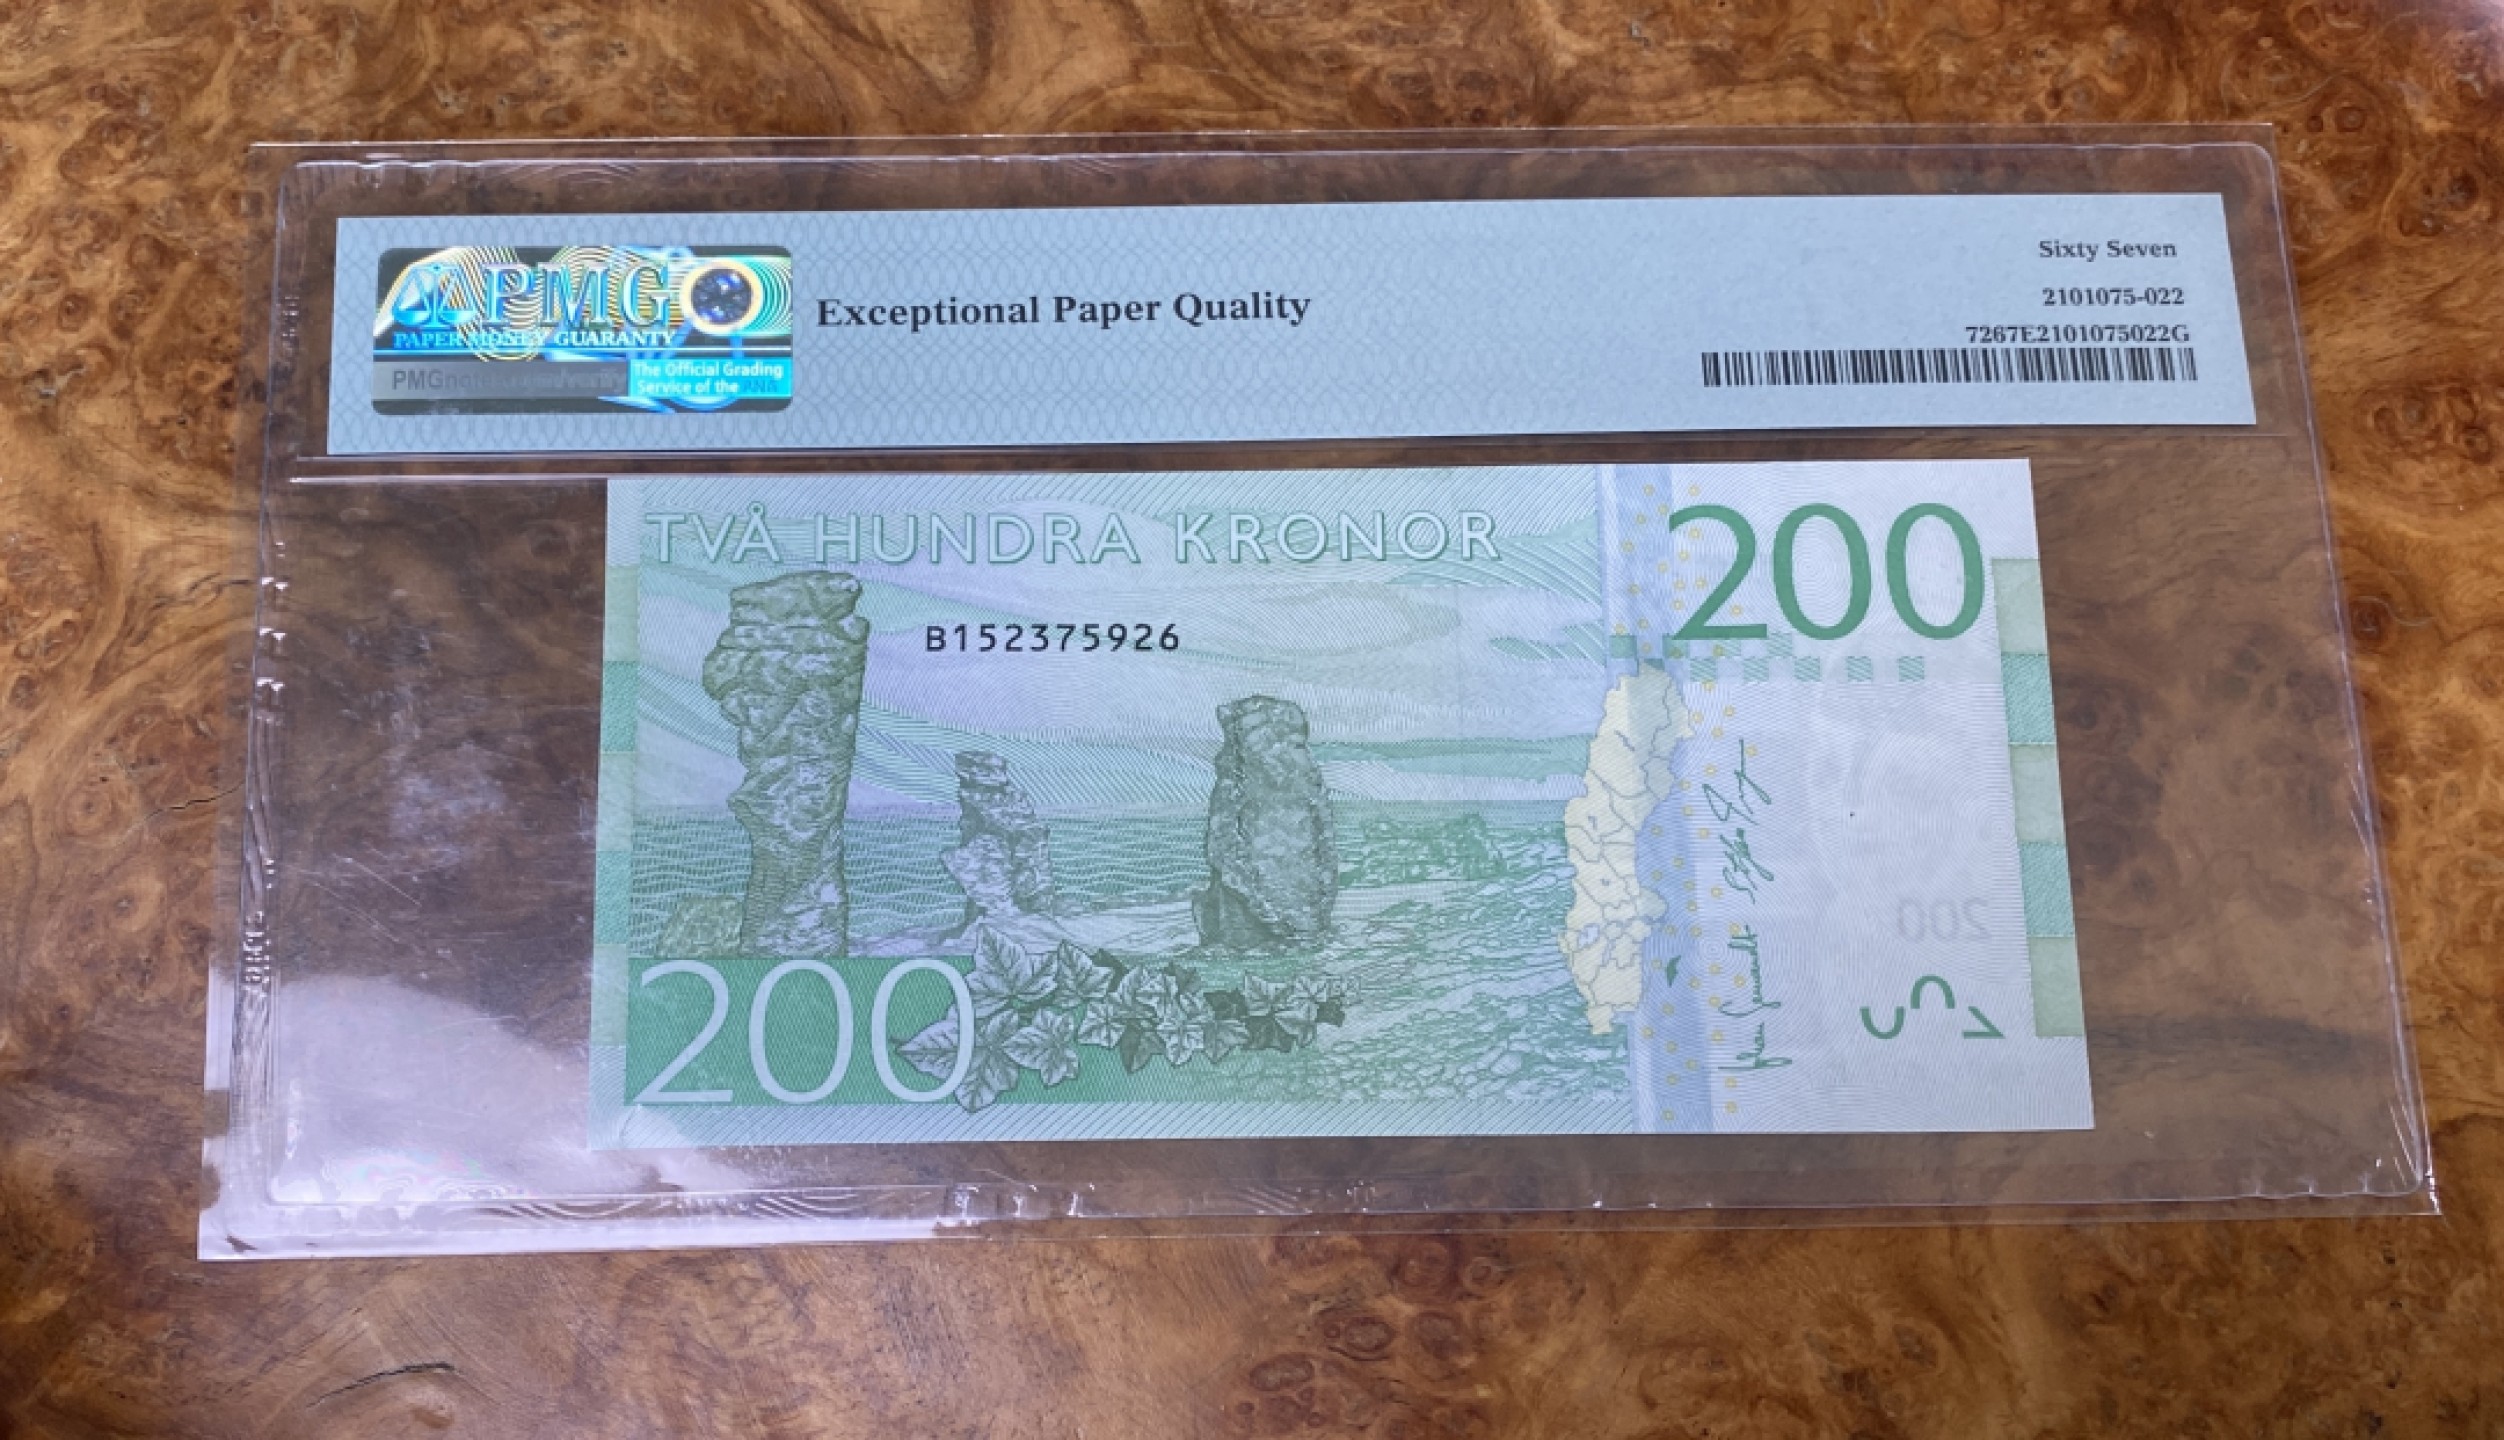 PMG
PAPER MONEY GUARANTY
The Official Grading
Service of the
Exceptional Paper Quality
Sixty Seven
2101075-022
7267E2101075022G
TVÅ HUNDRA KRONOR
200
B152375926
200
200